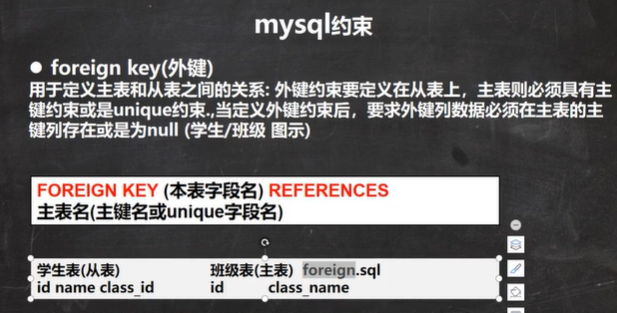 mysql约束
● foreign key(外键)
用于定义主表和从表之间的关系: 外键约束要定义在从表上，主表则必须具有主
键约束或是unique约束.,当定义外键约束后，要求外键列数据必须在主表的主
键列存在或是为null (学生/班级 图示)
FOREIGN KEY (本表字段名) REFERENCES
主表名(主键名或unique字段名)
学生表(从表) 班级表(主表) foreign.sql
id name class_id id class_name